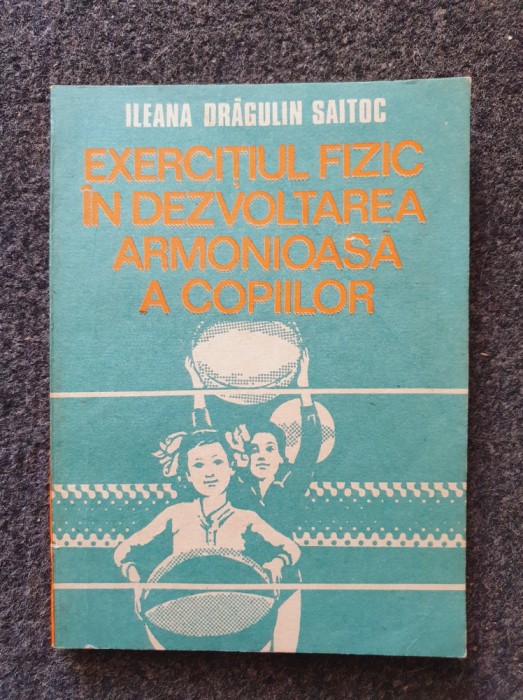 ILEANA DRĂGULIN SAITOC
EXERCIȚIUL FIZIC
ÎN DEZVOLTAREA
ARMONIOASĂ
A COPIILOR